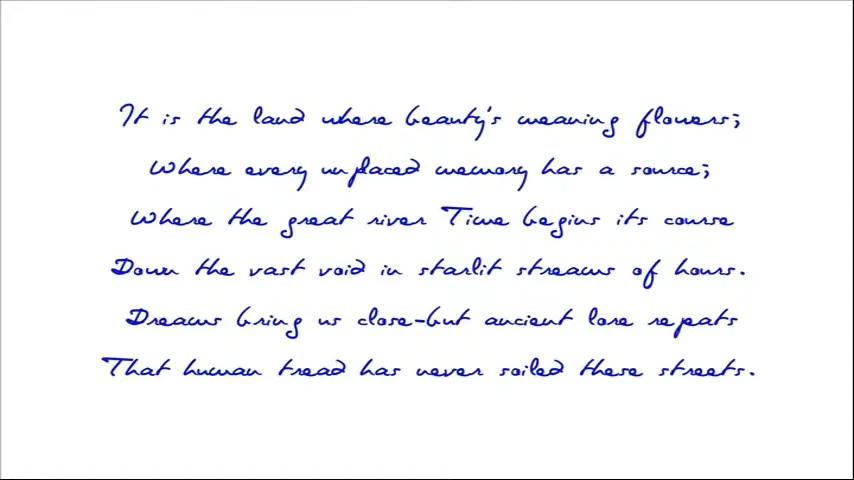 It is the land where beauty's meaning flowers;
Where every unplaced memory has a source;
Where the great river Time begins its course
Down the vast void in starlit streams of hours.
Dreams bring us close-but ancient lore repeats
That human tread has never soiled these streets.